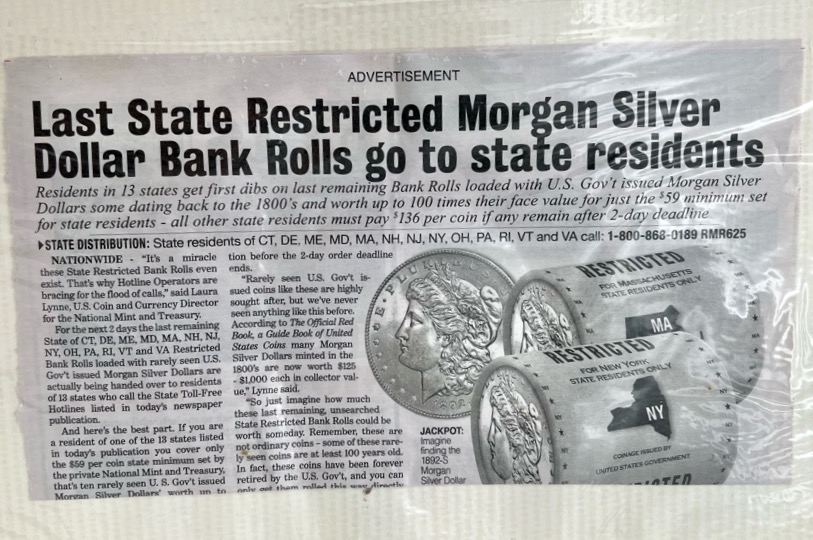 ADVERTISEMENT
Last State Restricted Morgan Silver
Dollar Bank Rolls go to state residents
Residents in 13 states get first dibs on last remaining Bank Rolls loaded with U.S. Gov't issued Morgan Silver
Dollars some dating back to the 1800's and worth up to 100 times their face value for just the $59 minimum set
for state residents - all other state residents must pay $136 per coin if any remain after 2-day deadline
▶STATE DISTRIBUTION: State residents of CT, DE, ME, MD, MA, NH, NJ, NY, OH, PA, RI, VT and VA call: 1-800-868-0189 RMR625
NATIONWIDE - "It's a miracle
these State Restricted Bank Rolls even
exist. That's why Hotline Operators are
bracing for the flood of calls," said Laura
Lynne, U.S. Coin and Currency Director
for the National Mint and Treasury.
For the next 2 days the last remaining
State of CT, DE, ME, MD, MA, NH, NJ,
NY, OH, PA, RI, VT and VA Restricted
Bank Rolls loaded with rarely seen U.S.
Gov't issued Morgan Silver Dollars are
actually being handed over to residents
of 13 states who call the State Toll-Free
Hotlines listed in today's newspaper
publication.
And here's the best part. If you are
a resident of one of the 13 states listed
in today's publication you cover only
the $59 per coin state minimum set by
the private National Mint and Treasury,
that's ten rarely seen U. S. Gov't issued
Morgan Silver Dollars' worth up to
tion before the 2-day order deadline
ends.
"Rarely seen U.S. Gov't is-
sued coins like these are highly
sought after, but we've never
seen anything like this before.
According to The Official Red
Book, a Guide Book of United
States Coins many Morgan
Silver Dollars minted in the
1800's are now worth $125
- $1,000 each in collector val-
ue," Lynne said.
"So just imagine how much
these last remaining, unsearched
State Restricted Bank Rolls could be
worth someday. Remember, these are
not ordinary coins - some of these rare-
ly seen coins are at least 100 years old.
In fact, these coins have been forever
retired by the U.S. Gov't, and you can
only get them rolled this way directly
E·PLURIB
RESTRICTED
FOR MASSACHUSETTS
STATE RESIDENTS ONLY
MA
RESTRICTED
FOR NEW YORK
STATE RESIDENTS ONLY
NY
COINAGE ISSUED BY
UNITED STATES GOVERNMENT
JACKPOT:
Imagine
finding the
1892-S
Morgan
Silver Dollar